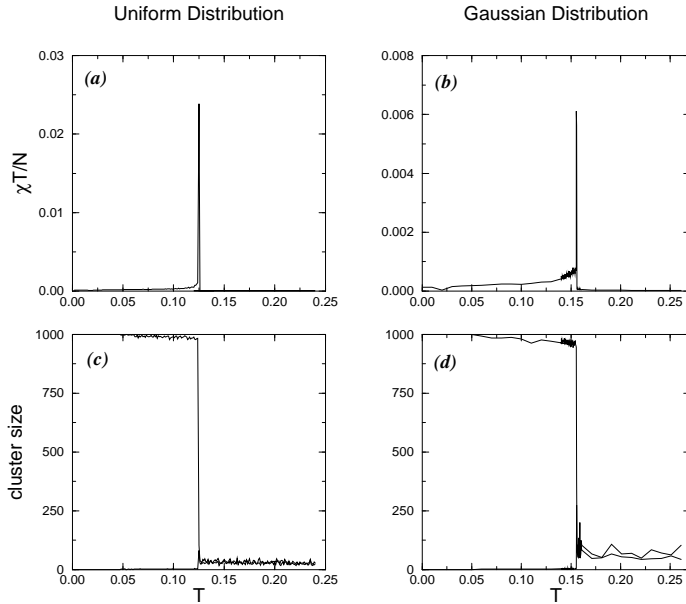 Uniform Distribution
Gaussian Distribution
(a)
χT/N
0.03
0.02
0.01
0.00
0.00 0.05 0.10 0.15 0.20 0.25
(b)
0.008
0.006
0.004
0.002
0.000
0.00 0.05 0.10 0.15 0.20 0.25
(c)
cluster size
1000
750
500
250
0
0.00 0.05 0.10 0.15 0.20 0.25
T
(d)
1000
750
500
250
0
0.00 0.05 0.10 0.15 0.20 0.25
T